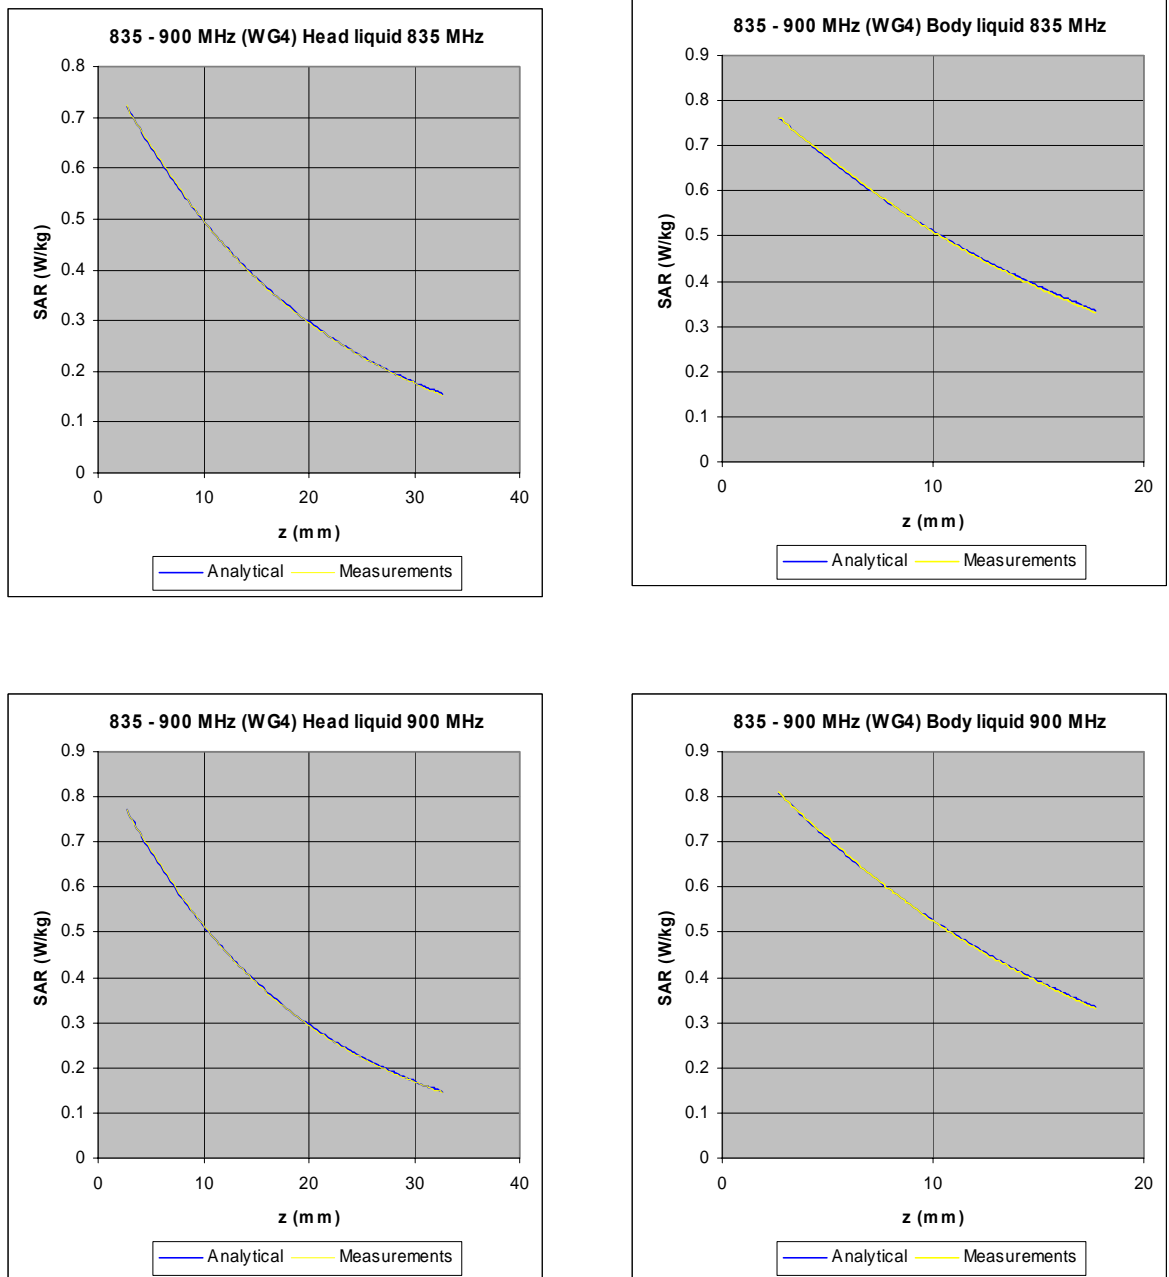 835 - 900 MHz (WG4) Head liquid 835 MHz
0.8
0.7
0.6
0.5
0.4
0.3
0.2
0.1
0
SAR (W/kg)
0 10 20 30 40
z (mm)
Analytical Measurements
835 - 900 MHz (WG4) Body liquid 835 MHz
0.9
0.8
0.7
0.6
0.5
0.4
0.3
0.2
0.1
0
SAR (W/kg)
0 10 20
z (mm)
Analytical Measurements
835 - 900 MHz (WG4) Head liquid 900 MHz
0.9
0.8
0.7
0.6
0.5
0.4
0.3
0.2
0.1
0
SAR (W/kg)
0 10 20 30 40
z (mm)
Analytical Measurements
835 - 900 MHz (WG4) Body liquid 900 MHz
0.9
0.8
0.7
0.6
0.5
0.4
0.3
0.2
0.1
0
SAR (W/kg)
0 10 20
z (mm)
Analytical Measurements